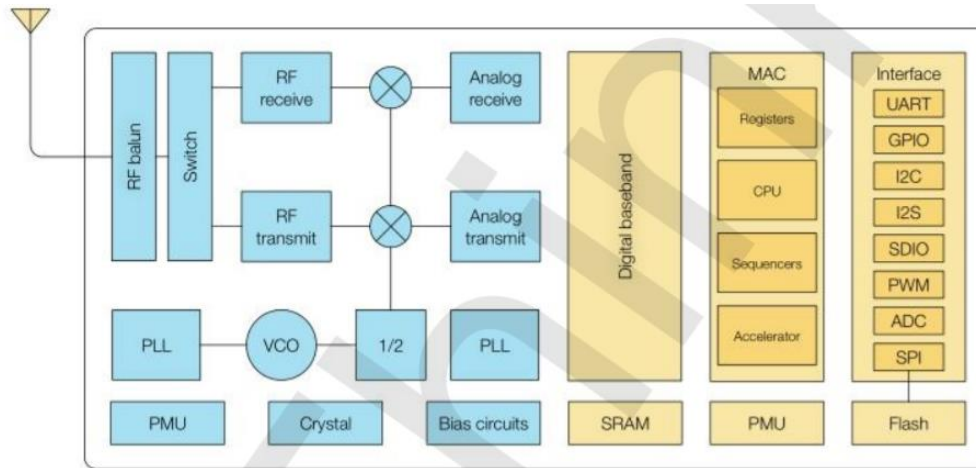 RF balun
Switch
RF
receive
Analog
receive
RF
transmit
Analog
transmit
PLL
VCO
1/2
PLL
PMU
Crystal
Bias circuits
Digital baseband
SRAM
MAC
Registers
CPU
Sequencers
Accelerator
PMU
Interface
UART
GPIO
I2C
I2S
SDIO
PWM
ADC
SPI
Flash